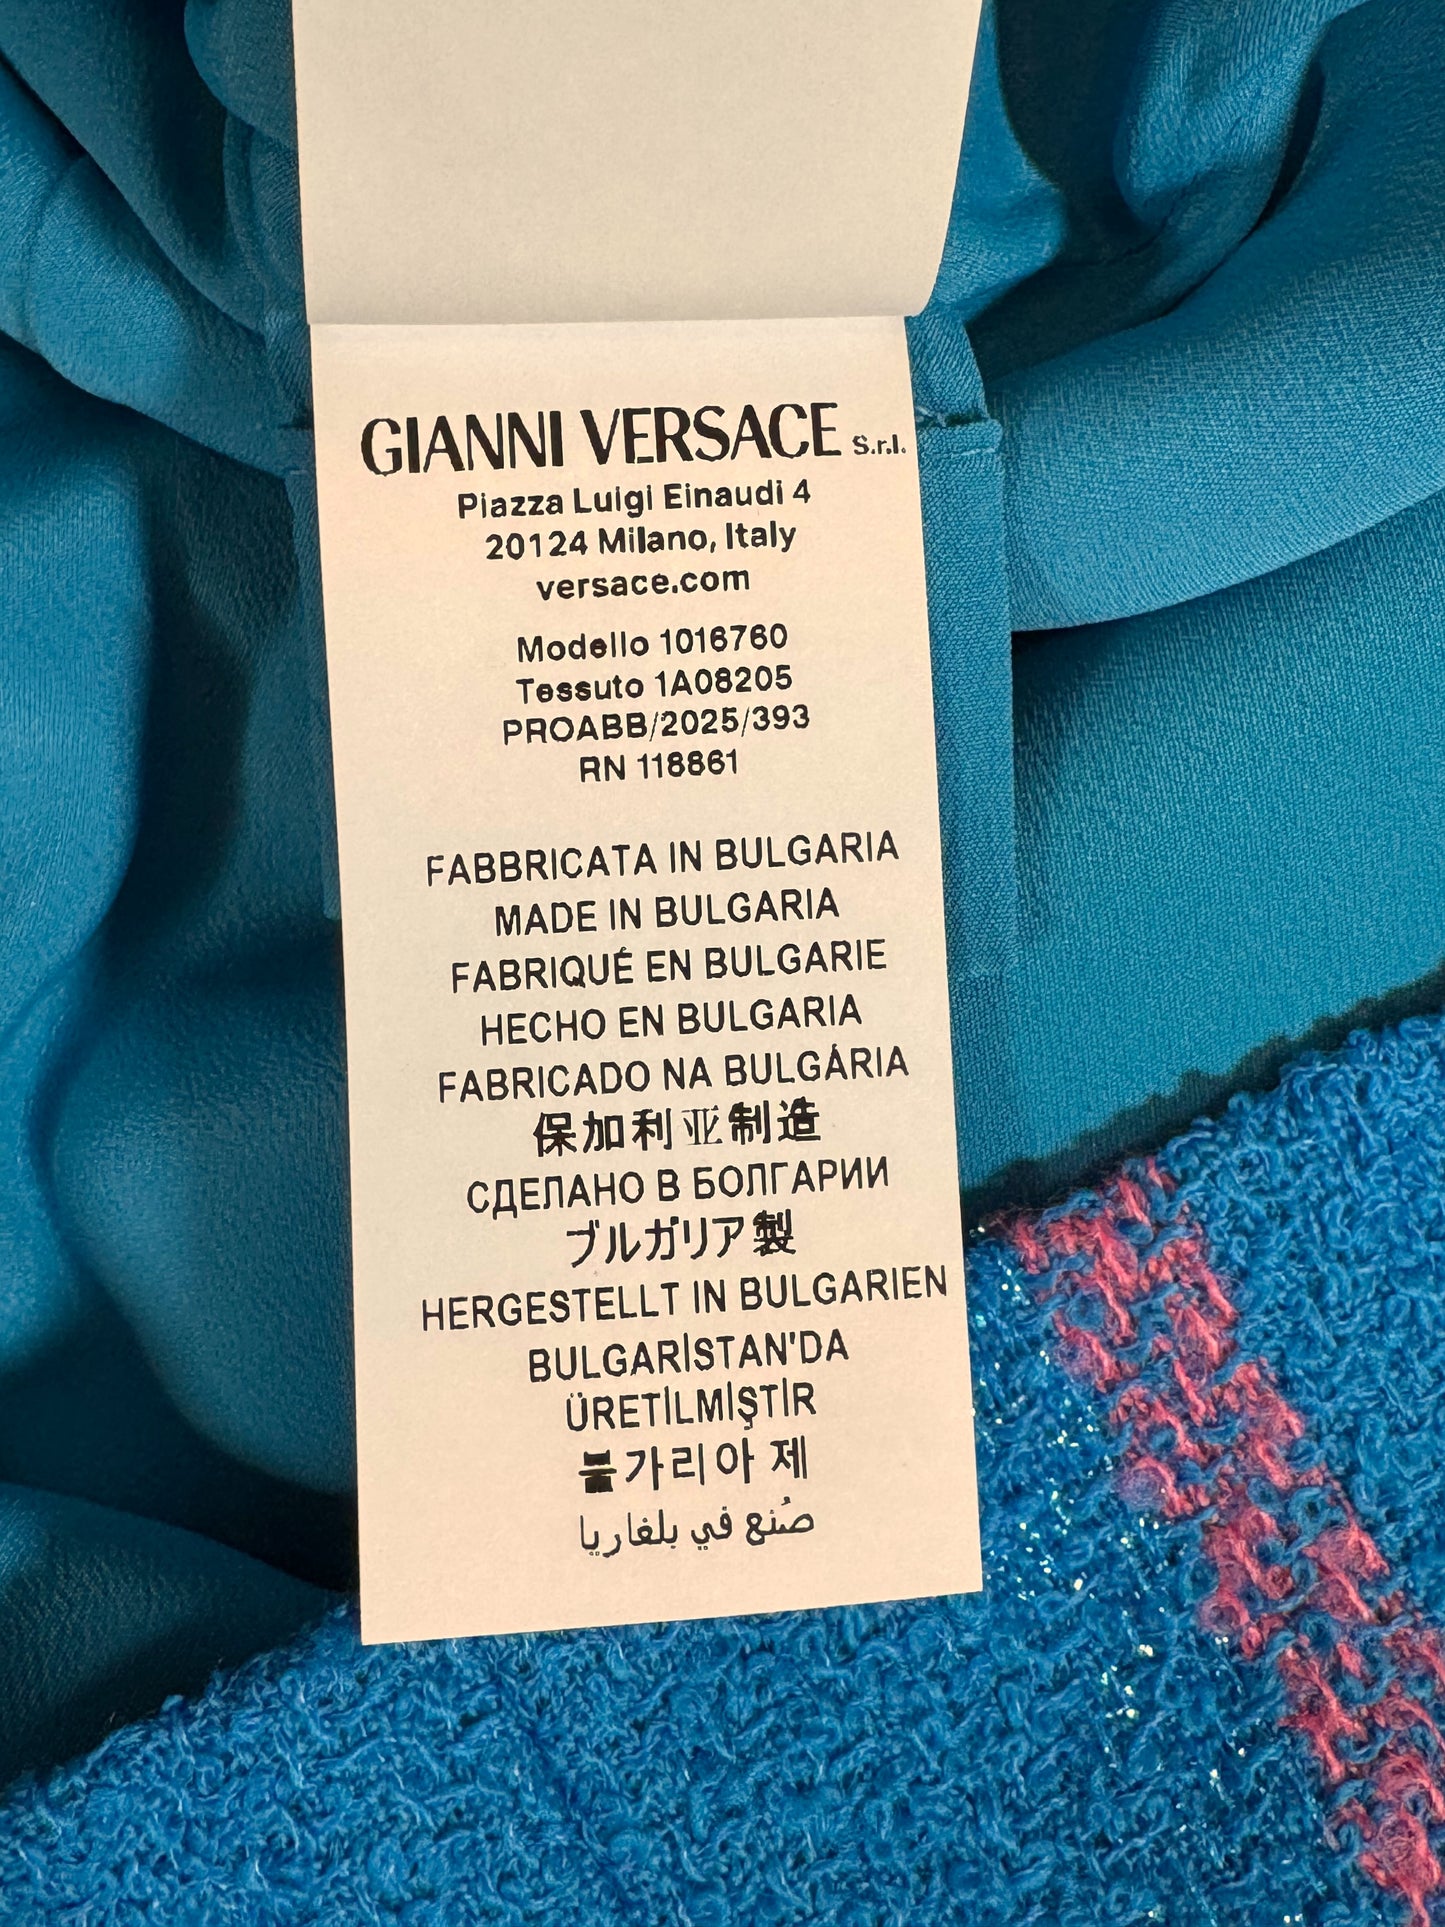 GIANNI VERSACE S.r.l.
Piazza Luigi Einaudi 4
20124 Milano, Italy
versace.com
Modello 1016760
Tessuto 1A08205
PROABB/2025/393
RN 118861
FABBRICATA IN BULGARIA
MADE IN BULGARIA
FABRIQUÉ EN BULGARIE
HECHO EN BULGARIA
FABRICADO NA BULGÁRIA
保加利亚制造
СДЕЛАНО В БОЛГАРИИ
ブルガリア製
HERGESTELLT IN BULGARIEN
BULGARİSTAN'DA
ÜRETİLMİŞTİR
불가리아 제
صُنع في بلغاريا